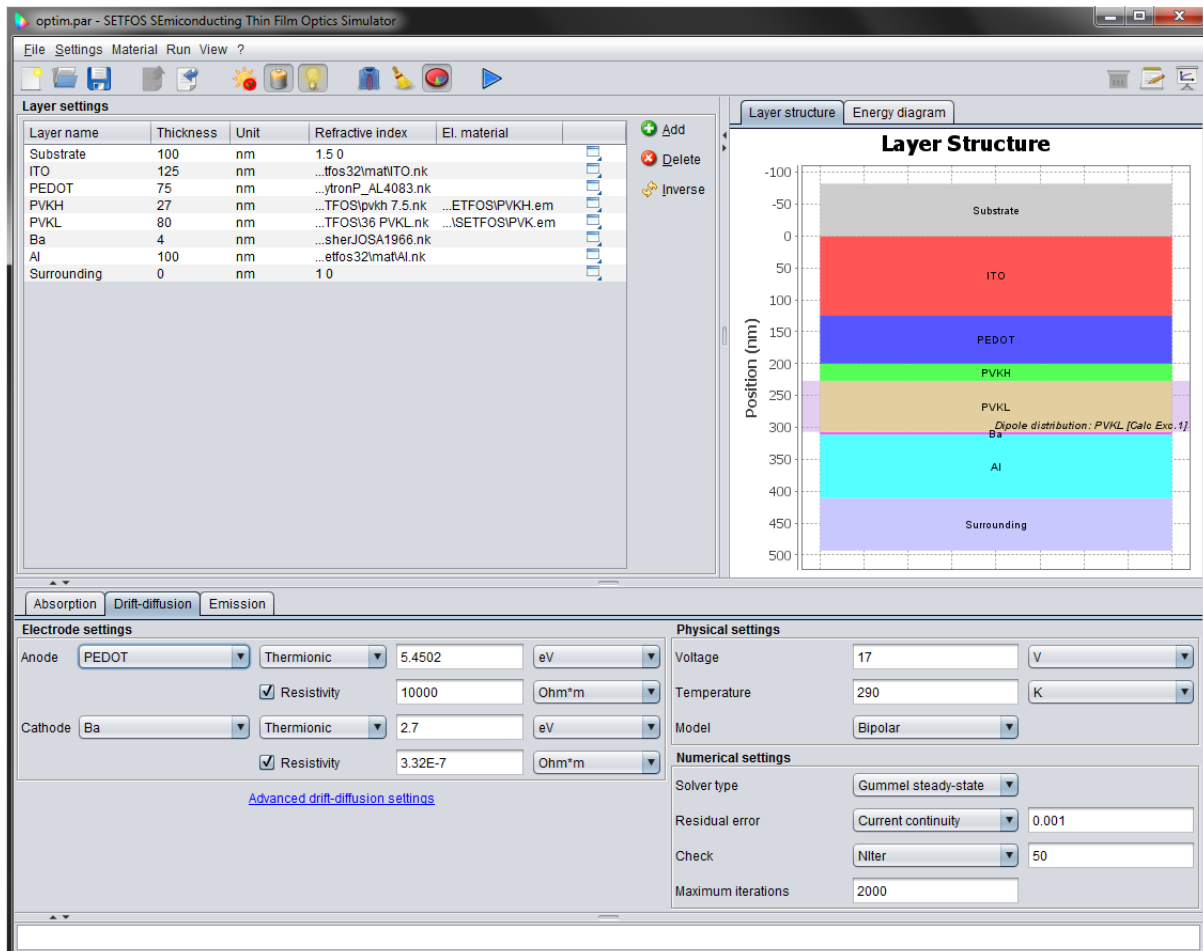 optim.par - SETFOS SEmiconducting Thin Film Optics Simulator
File Settings Material Run View ?
Layer settings
Layer name Thickness Unit Refractive index El. material
Substrate 100 nm 1.5 0
ITO 125 nm ...tfos32\mat\ITO.nk
PEDOT 75 nm ...ytronP_AL4083.nk
PVKH 27 nm ...TFOS\pvkh 7.5.nk ...ETFOS\PVKH.em
PVKL 80 nm ...TFOS\36 PVKL.nk ...\SETFOS\PVK.em
Ba 4 nm ...sherJOSA1966.nk
Al 100 nm ...etfos32\mat\Al.nk
Surrounding 0 nm 1 0
Add
Delete
Inverse
Layer structure Energy diagram
Layer Structure
Position (nm)
-100
-50
0
50
100
150
200
250
300
350
400
450
500
Substrate
ITO
PEDOT
PVKH
PVKL
Dipole distribution: PVKL [Calc Exc.1]
Ba
Al
Surrounding
Absorption Drift-diffusion Emission
Electrode settings
Anode PEDOT Thermionic 5.4502 eV
Resistivity 10000 Ohm*m
Cathode Ba Thermionic 2.7 eV
Resistivity 3.32E-7 Ohm*m
Advanced drift-diffusion settings
Physical settings
Voltage 17 V
Temperature 290 K
Model Bipolar
Numerical settings
Solver type Gummel steady-state
Residual error Current continuity 0.001
Check NIter 50
Maximum iterations 2000